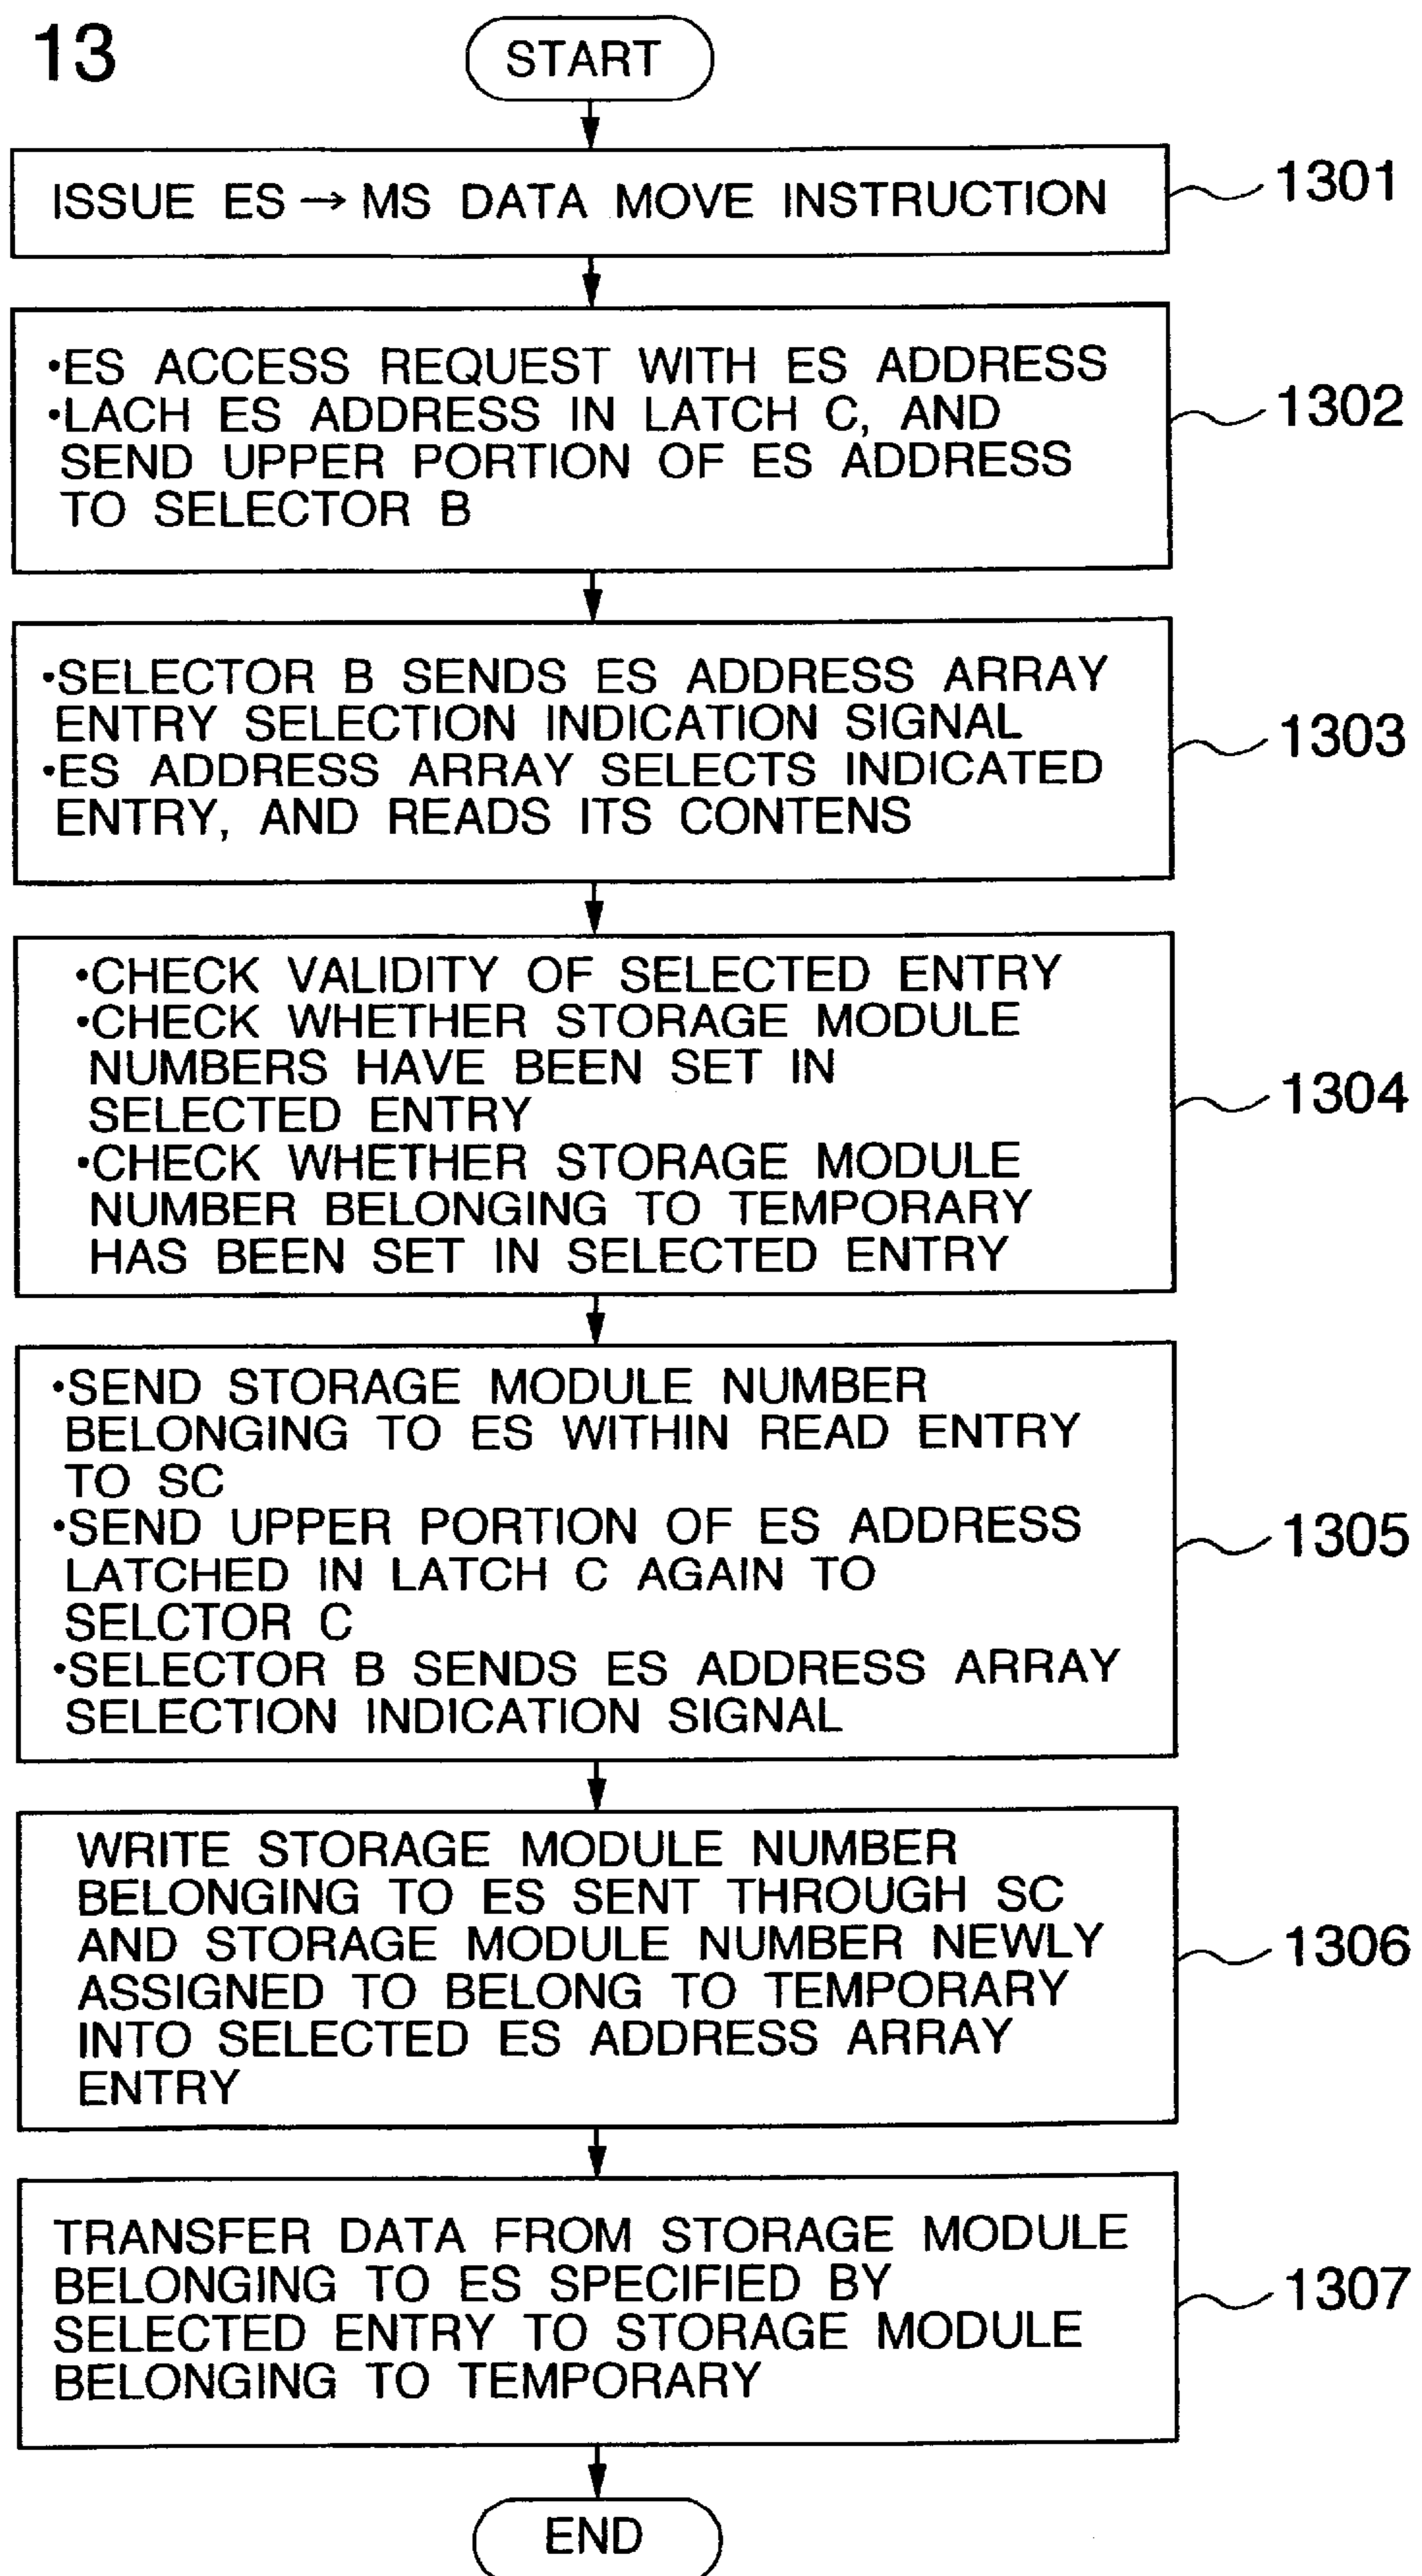 13
START
ISSUE ES → MS DATA MOVE INSTRUCTION
1301
•ES ACCESS REQUEST WITH ES ADDRESS
•LACH ES ADDRESS IN LATCH C, AND
SEND UPPER PORTION OF ES ADDRESS
TO SELECTOR B
1302
•SELECTOR B SENDS ES ADDRESS ARRAY
ENTRY SELECTION INDICATION SIGNAL
•ES ADDRESS ARRAY SELECTS INDICATED
ENTRY, AND READS ITS CONTENS
1303
•CHECK VALIDITY OF SELECTED ENTRY
•CHECK WHETHER STORAGE MODULE
NUMBERS HAVE BEEN SET IN
SELECTED ENTRY
•CHECK WHETHER STORAGE MODULE
NUMBER BELONGING TO TEMPORARY
HAS BEEN SET IN SELECTED ENTRY
1304
•SEND STORAGE MODULE NUMBER
BELONGING TO ES WITHIN READ ENTRY
TO SC
•SEND UPPER PORTION OF ES ADDRESS
LATCHED IN LATCH C AGAIN TO
SELCTOR C
•SELECTOR B SENDS ES ADDRESS ARRAY
SELECTION INDICATION SIGNAL
1305
WRITE STORAGE MODULE NUMBER
BELONGING TO ES SENT THROUGH SC
AND STORAGE MODULE NUMBER NEWLY
ASSIGNED TO BELONG TO TEMPORARY
INTO SELECTED ES ADDRESS ARRAY
ENTRY
1306
TRANSFER DATA FROM STORAGE MODULE
BELONGING TO ES SPECIFIED BY
SELECTED ENTRY TO STORAGE MODULE
BELONGING TO TEMPORARY
1307
END